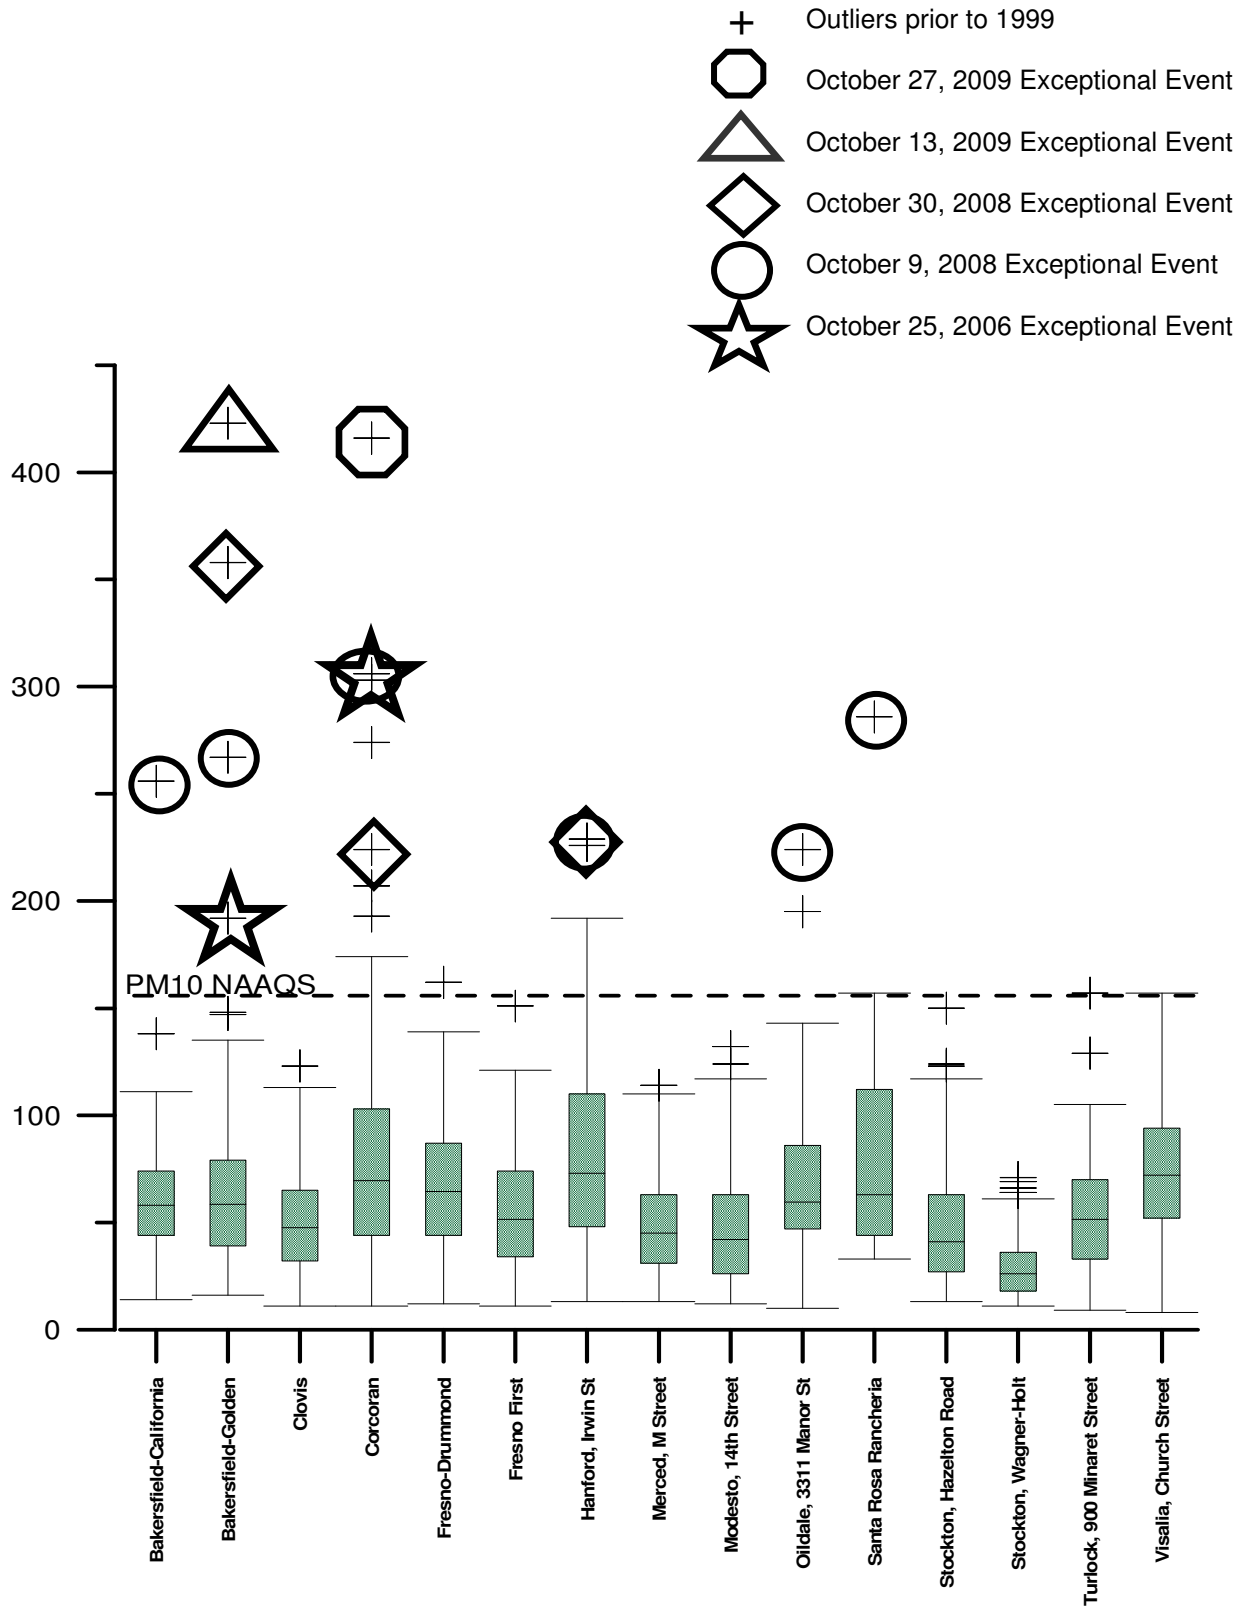 Outliers prior to 1999
October 27, 2009 Exceptional Event
October 13, 2009 Exceptional Event
October 30, 2008 Exceptional Event
October 9, 2008 Exceptional Event
October 25, 2006 Exceptional Event
400
300
200
PM10 NAAQS
100
0
Bakersfield-California
Bakersfield-Golden
Clovis
Corcoran
Fresno-Drummond
Fresno First
Hanford, Irwin St
Merced, M Street
Modesto, 14th Street
Oildale, 3311 Manor St
Santa Rosa Rancheria
Stockton, Hazelton Road
Stockton, Wagner-Holt
Turlock, 900 Minaret Street
Visalia, Church Street